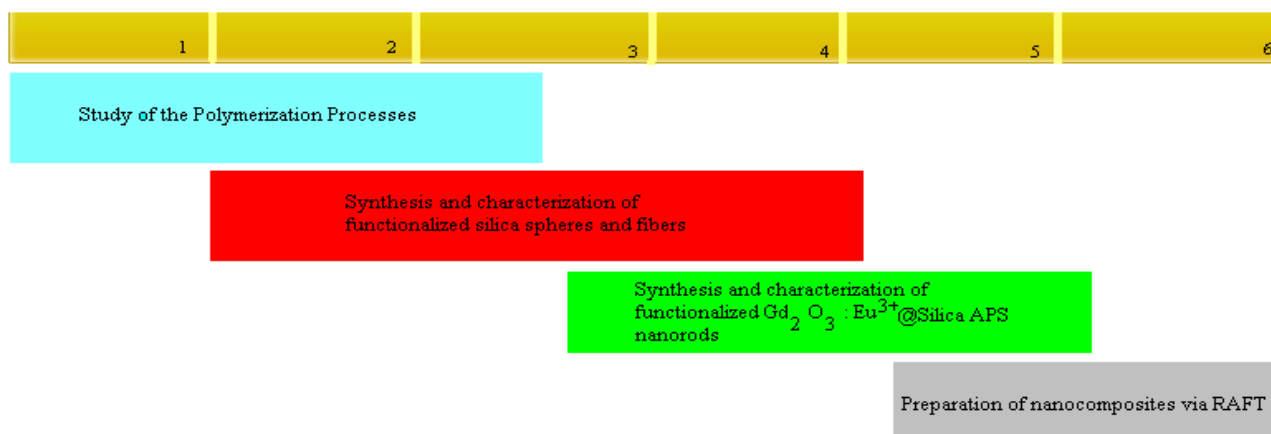 1 2 3 4 5 6
Study of the Polymerization Processes
Synthesis and characterization of
functionalized silica spheres and fibers
Synthesis and characterization of
functionalized Gd₂ O₃ : Eu³⁺@Silica APS
nanorods
Preparation of nanocomposites via RAFT